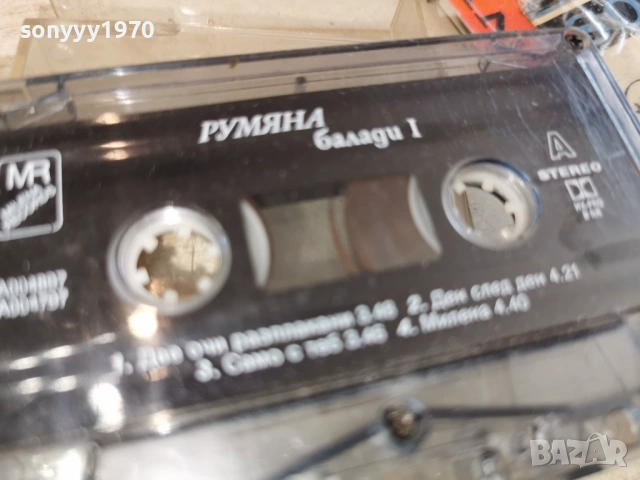 sonyyy1970
РУМЯНА
балади I
A
STEREO
MR
1. Две очи разплакани 3.46 2. Ден след ден 4.21
3. Само с теб 3.46 4. Милена 4.40
BAZAR